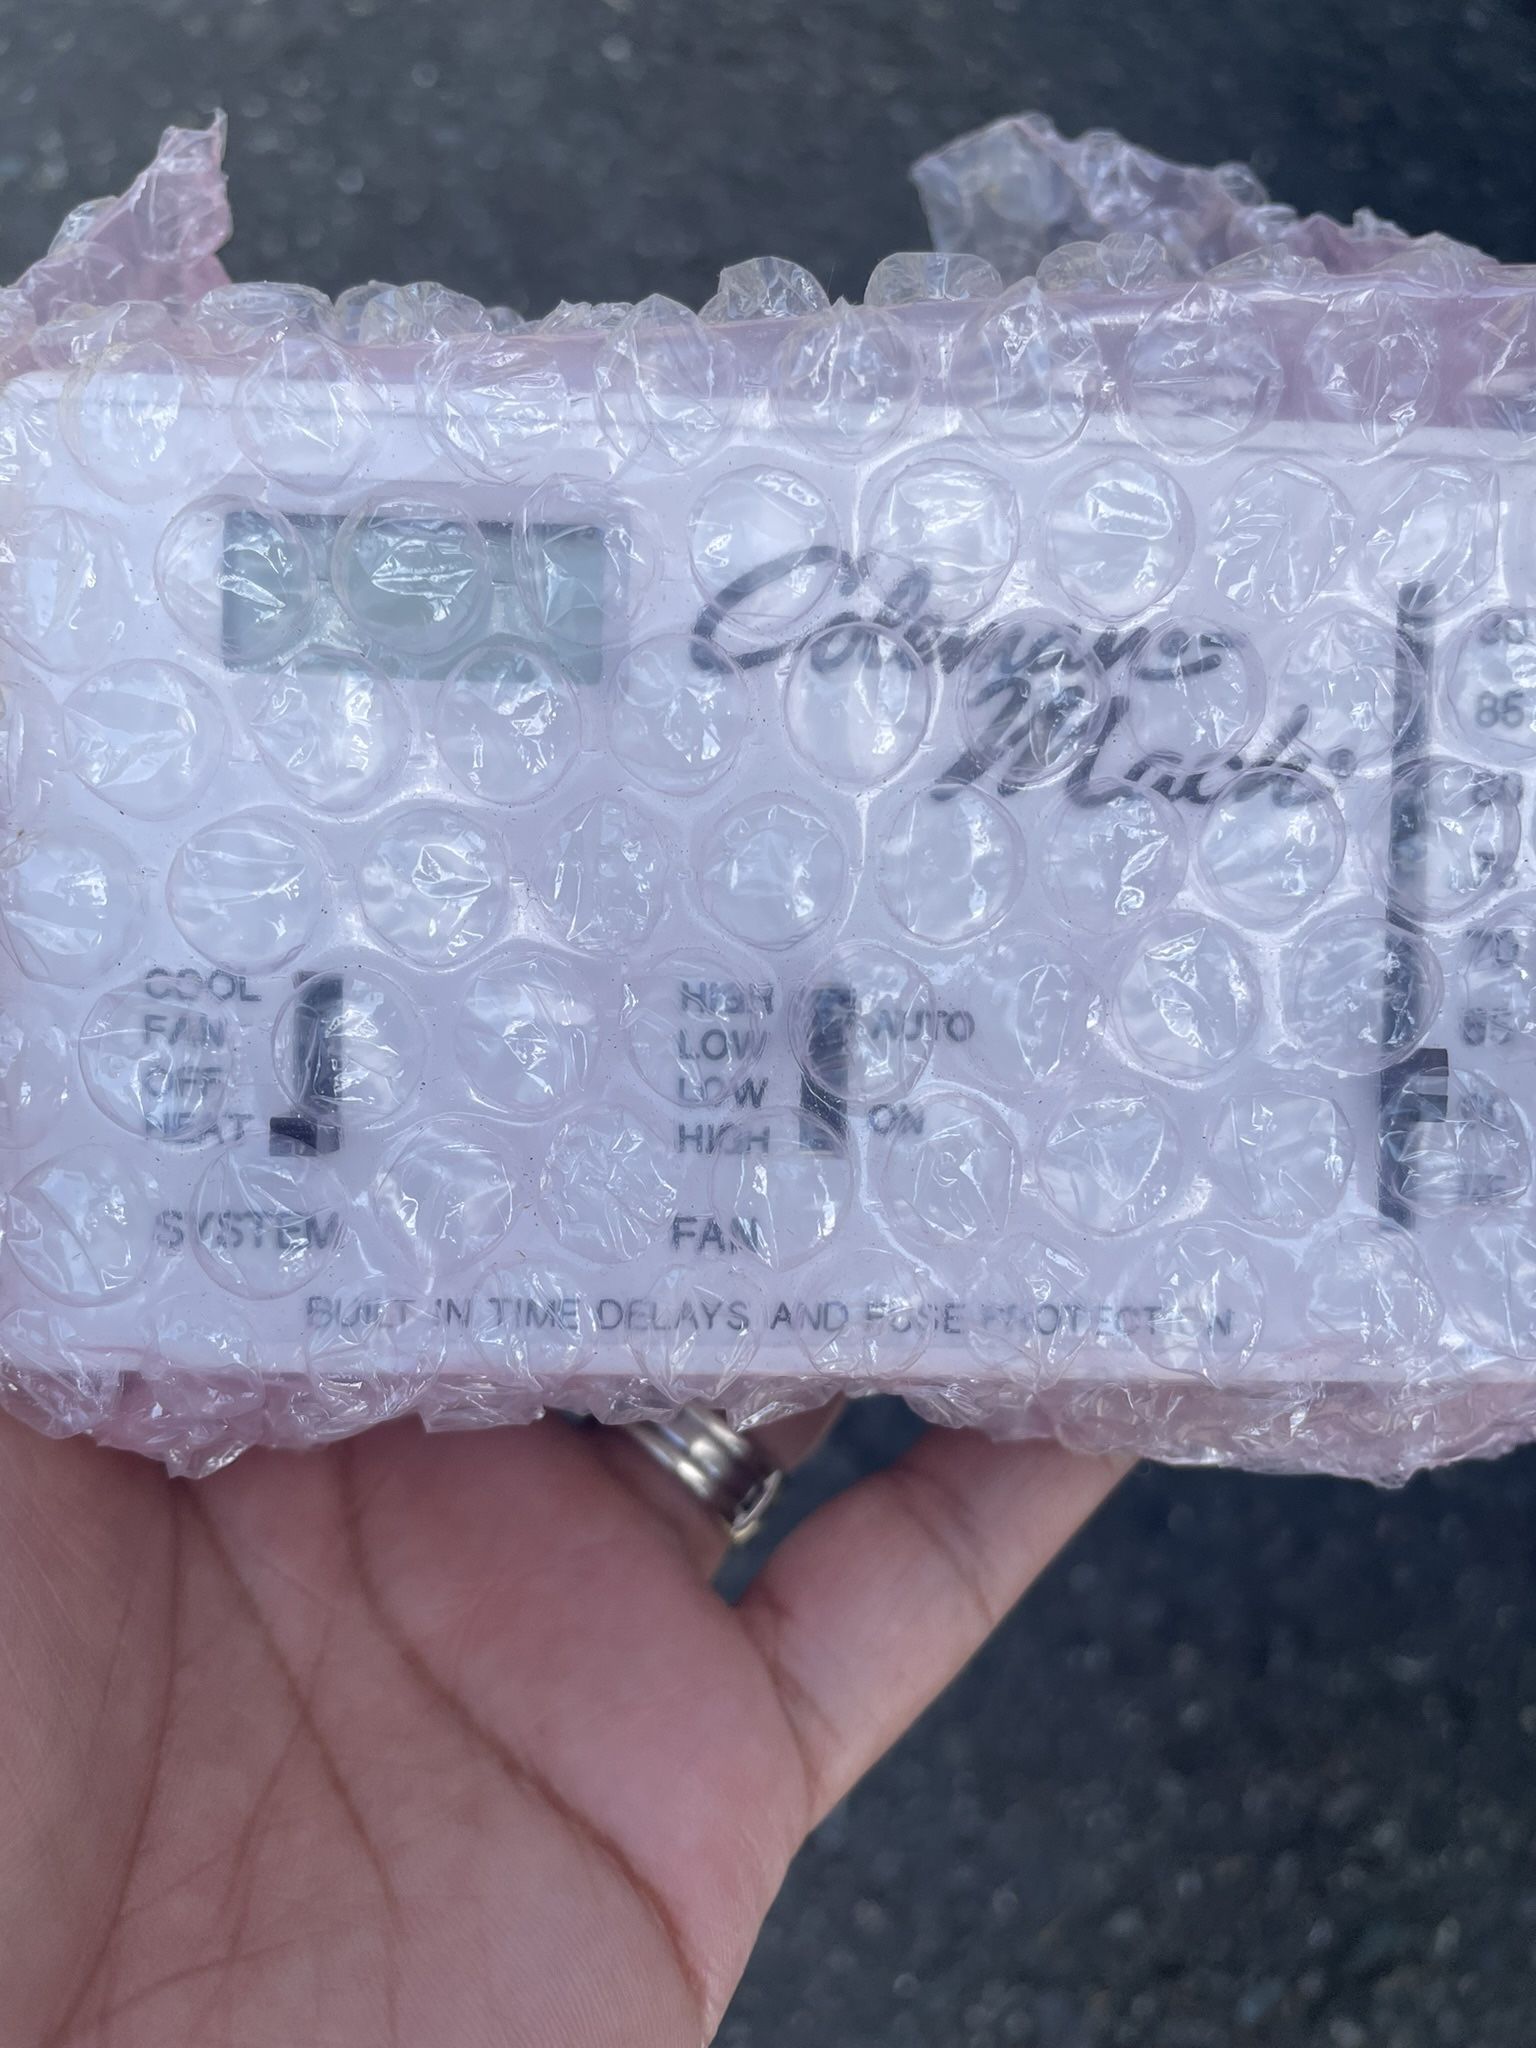 Coleman
Mach®
85
COOL
FAN
OFF
HEAT
SYSTEM
HIGH
LOW
LOW
HIGH
AUTO
ON
FAN
70
65
BUILT IN TIME DELAYS AND FUSE PROTECTION